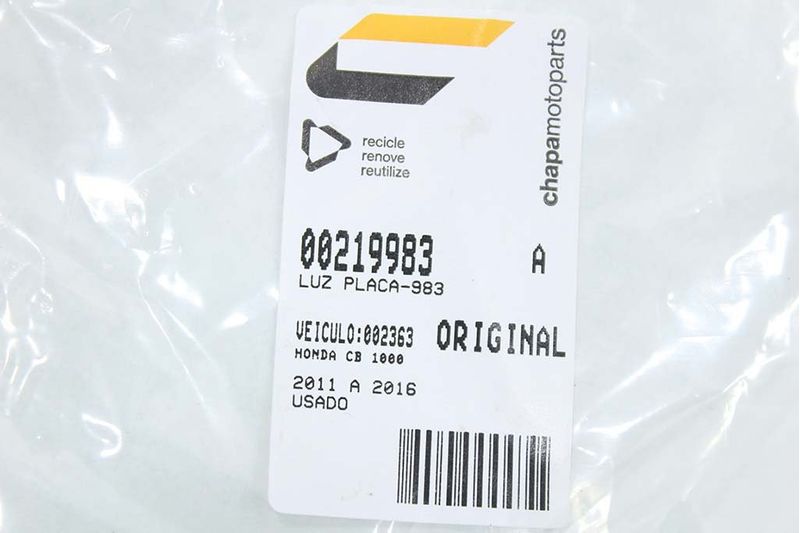 chapamotoparts
recicle
renove
reutilize
00219983 A
LUZ PLACA-983
VEICULO:002363 ORIGINAL
HONDA CB 1000
2011 A 2016
USADO